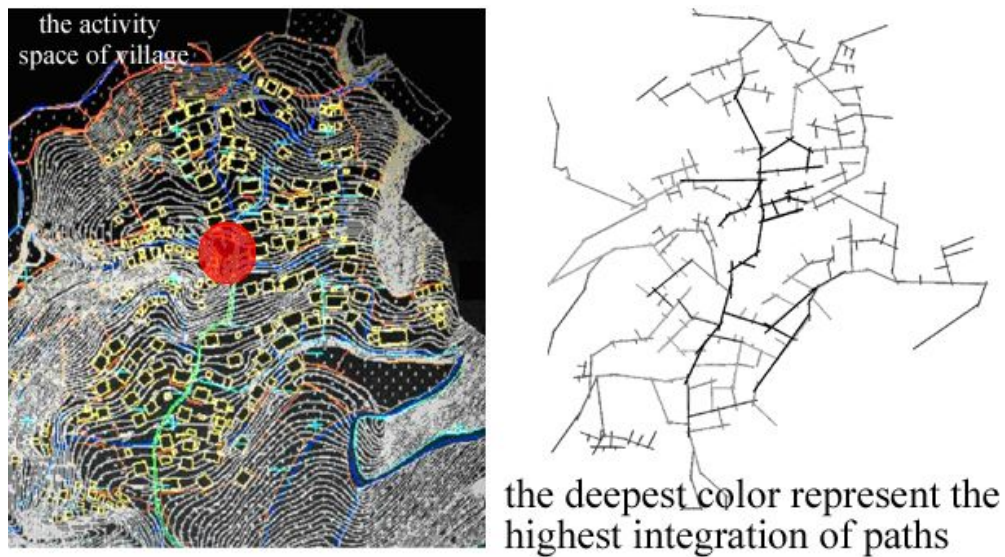 the activity
space of village
the deepest color represent the
highest integration of paths